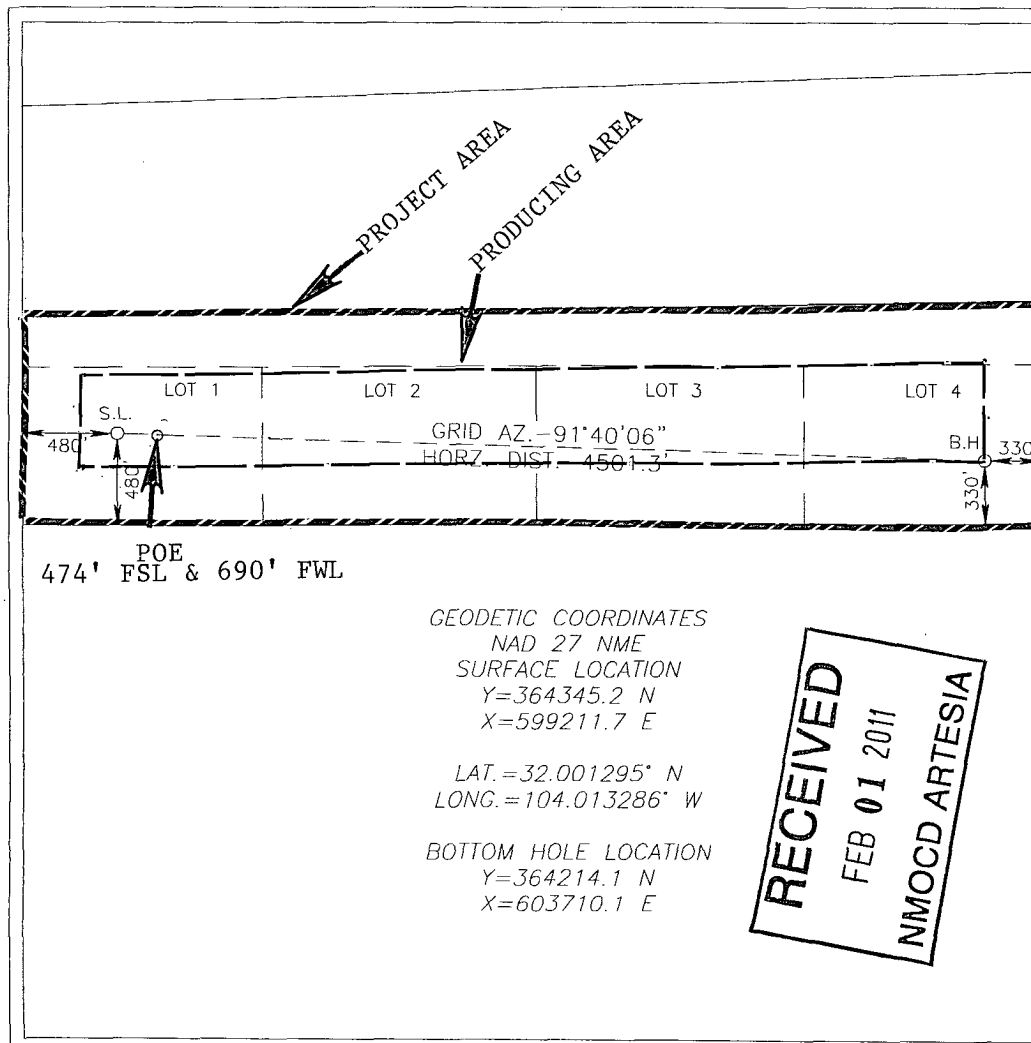 PROJECT AREA
PRODUCING AREA
LOT 1
LOT 2
LOT 3
LOT 4
S.L.
GRID AZ.-91°40'06"
B.H
480'
330'
HORZ. DIST. 4501.3'
480'
330'
POE
474' FSL & 690' FWL
GEODETIC COORDINATES
NAD 27 NME
SURFACE LOCATION
Y=364345.2 N
X=599211.7 E
LAT.=32.001295° N
LONG.=104.013286° W
BOTTOM HOLE LOCATION
Y=364214.1 N
X=603710.1 E
RECEIVED
FEB 01 2011
NMOCD ARTESIA